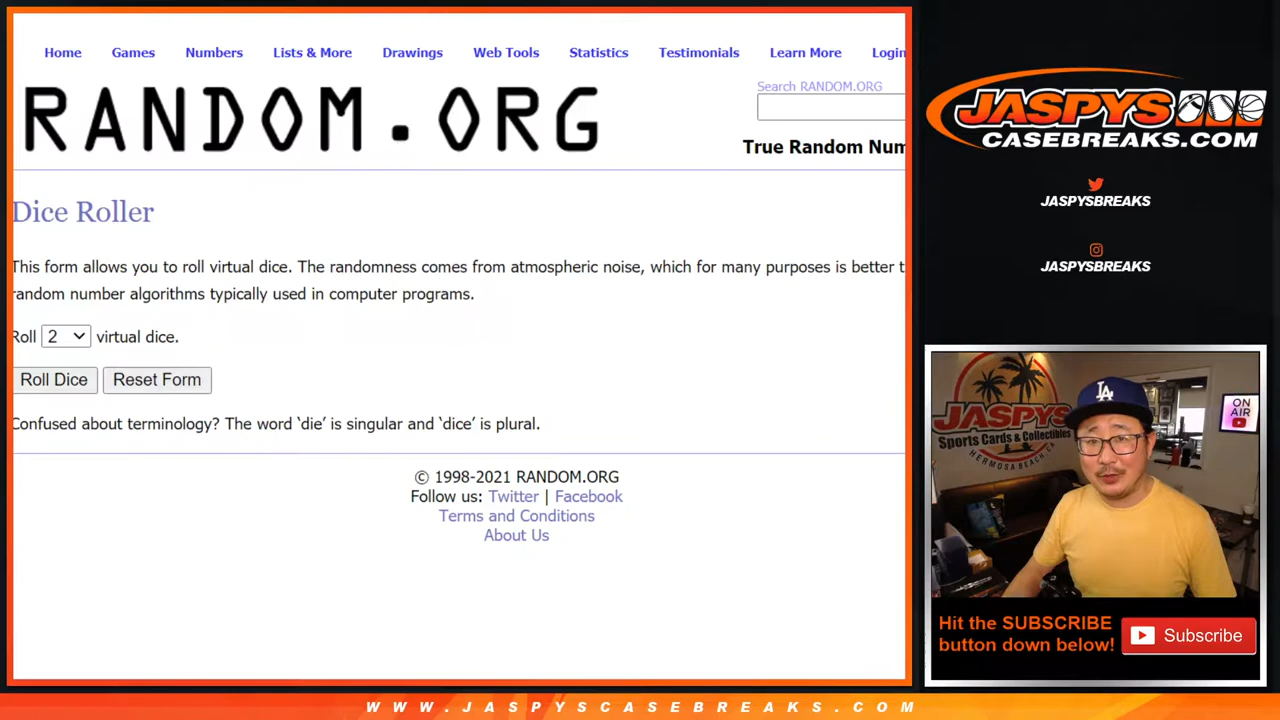 Home Games Numbers Lists & More Drawings Web Tools Statistics Testimonials Learn More Login
Search RANDOM.ORG
RANDOM.ORG
True Random Num
Dice Roller
This form allows you to roll virtual dice. The randomness comes from atmospheric noise, which for many purposes is better t
random number algorithms typically used in computer programs.
Roll 2 virtual dice.
Roll Dice Reset Form
Confused about terminology? The word ‘die’ is singular and ‘dice’ is plural.
© 1998-2021 RANDOM.ORG
Follow us: Twitter | Facebook
Terms and Conditions
About Us
JASPYS
CASEBREAKS.COM
JASPYSBREAKS
JASPYSBREAKS
JASPYS
Sports Cards & Collectibles
HERMOSA BEACH, CA
LA
ON
AIR
Hit the SUBSCRIBE
button down below!
Subscribe
WWW.JASPYSCASEBREAKS.COM